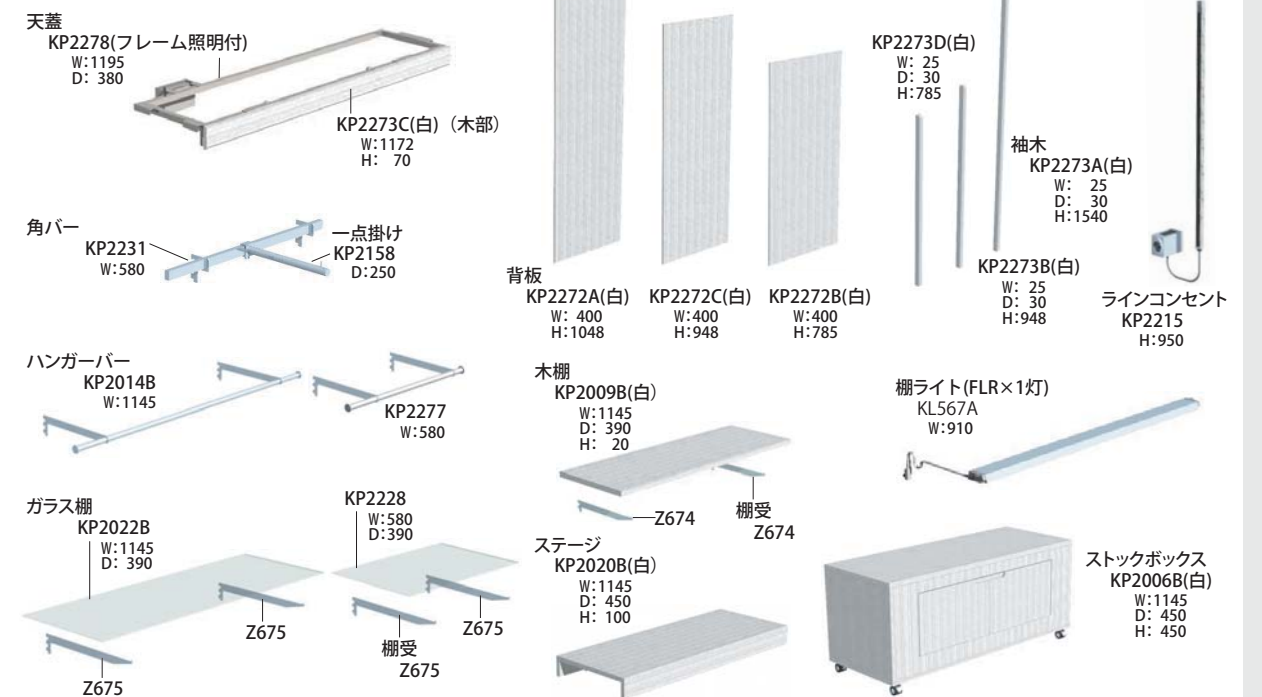 天蓋
KP2278(フレーム照明付)
W:1195
D: 380
KP2273C(白)(木部)
W:1172
H: 70
角バー
KP2231
W:580
一点掛け
KP2158
D:250
ハンガーバー
KP2014B
W:1145
KP2277
W:580
ガラス棚
KP2022B
W:1145
D: 390
Z675
Z675
KP2228
W:580
D:390
Z675
棚受
Z675
背板
KP2272A(白)
W: 400
H:1048
KP2272C(白)
W:400
H:948
KP2272B(白)
W:400
H:785
KP2273D(白)
W: 25
D: 30
H:785
袖木
KP2273A(白)
W: 25
D: 30
H:1540
KP2273B(白)
W: 25
D: 30
H:948
ラインコンセント
KP2215
H:950
木棚
KP2009B(白)
W:1145
D: 390
H: 20
Z674
棚受
Z674
棚ライト(FLR×1灯)
KL567A
W:910
ステージ
KP2020B(白)
W:1145
D: 450
H: 100
ストックボックス
KP2006B(白)
W:1145
D: 450
H: 450